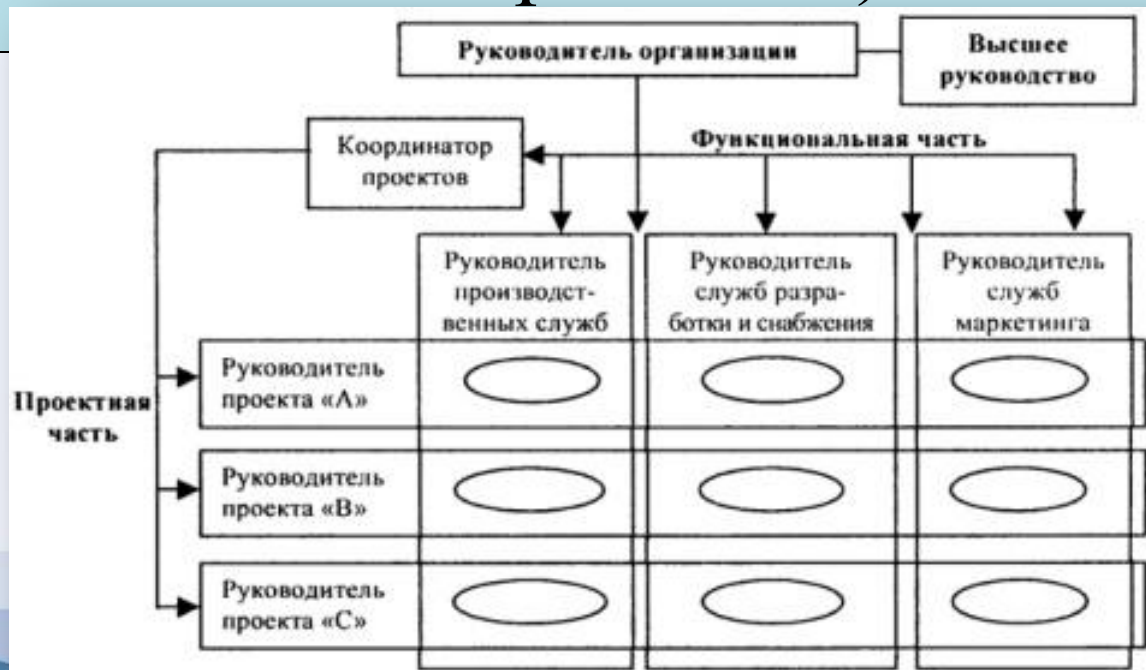 Руководитель организации
Высшее
руководство
Координатор
проектов
Функциональная часть
Руководитель
производст-
венных служб
Руководитель
служб разра-
ботки и снабжения
Руководитель
служб
маркетинга
Проектная
часть
Руководитель
проекта «А»
Руководитель
проекта «В»
Руководитель
проекта «С»